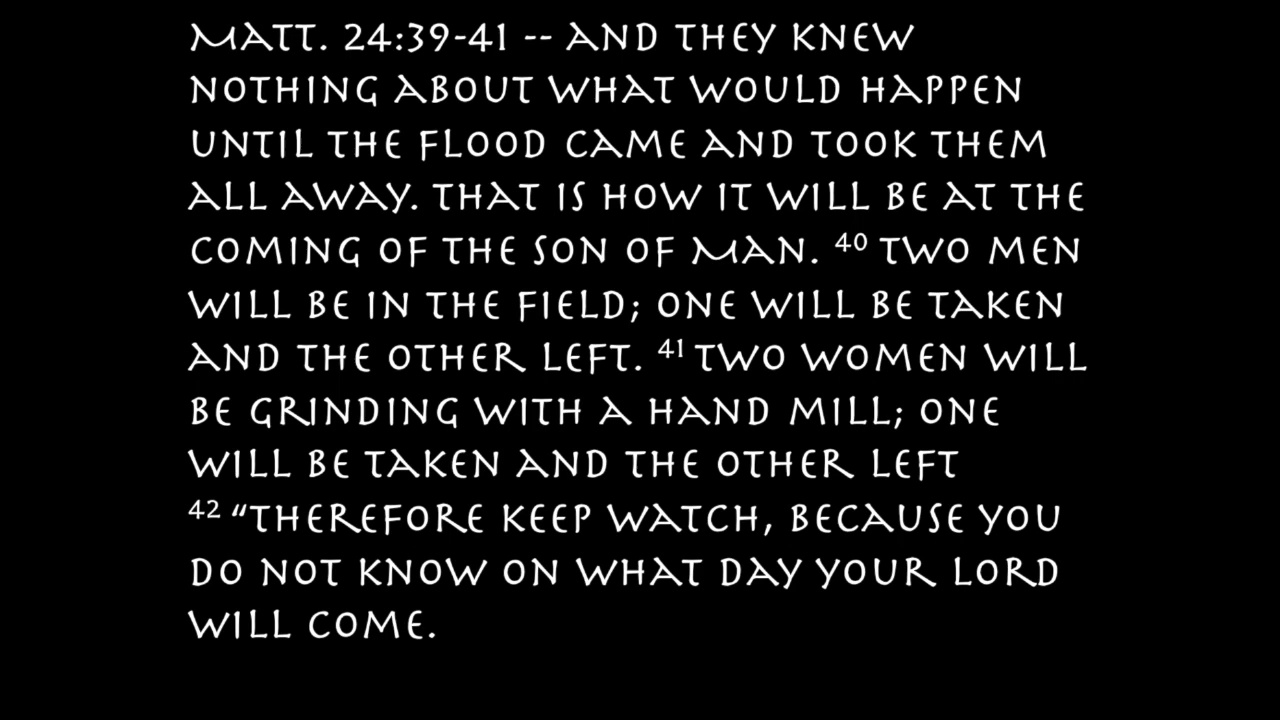 Matt. 24:39-41 -- and they knew
nothing about what would happen
until the flood came and took them
all away. That is how it will be at the
coming of the Son of Man. 40 Two men
will be in the field; one will be taken
and the other left. 41 Two women will
be grinding with a hand mill; one
will be taken and the other left
42 “Therefore keep watch, because you
do not know on what day your Lord
will come.